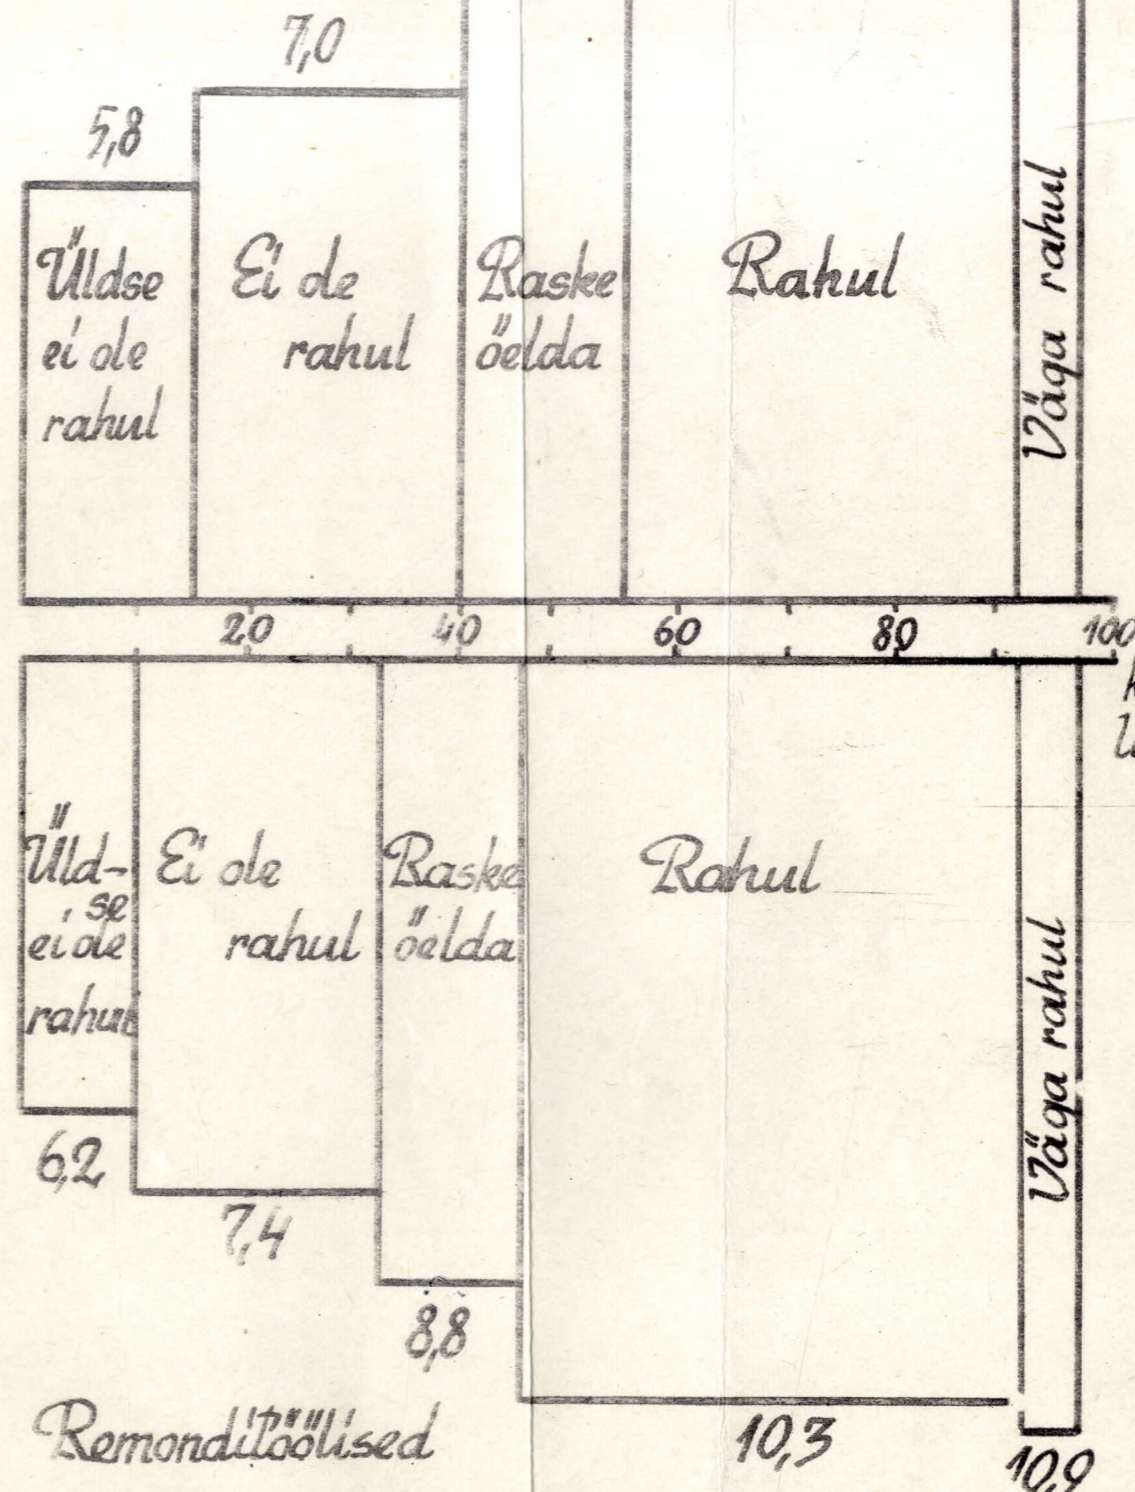 7,0
5,8
Üldse
ei ole
rahul
Ei ole
rahul
Raske
öelda
Rahul
Väga rahul
20 40 60 80 100
Üld-
se
ei ole
rahul
Ei ole
rahul
Raske
öelda
Rahul
Väga rahul
6,2
7,4
8,8
10,3
10,9
Remonditöölised